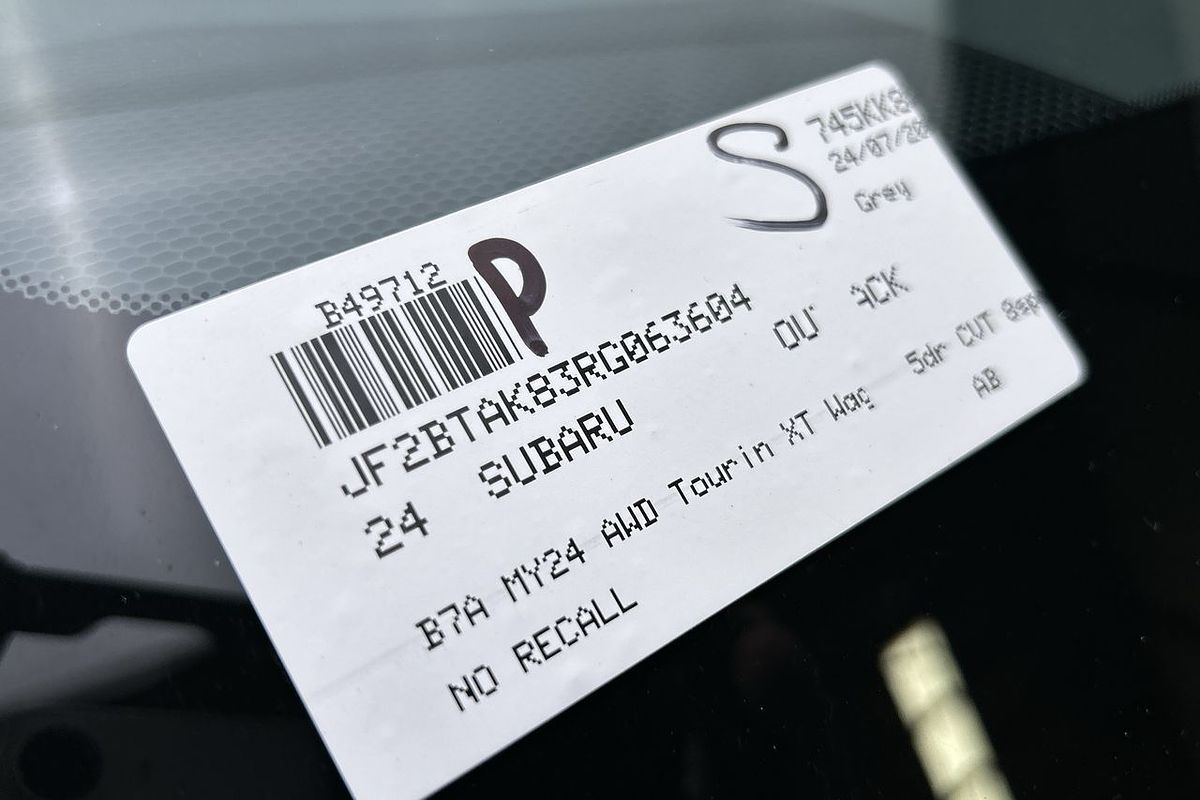 S
745KK8
24/07/20
Grey
B49712
P
JF2BTAK83RG063604
24 SUBARU
B7A MY24 AWD Tourin XT Wag 5dr CVT 8sp
AB
NO RECALL